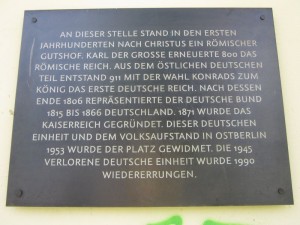 AN DIESER STELLE STAND IN DEN ERSTEN
JAHRHUNDERTEN NACH CHRISTUS EIN RÖMISCHER
GUTSHOF. KARL DER GROSSE ERNEUERTE 800 DAS
RÖMISCHE REICH. AUS DEM ÖSTLICHEN DEUTSCHEN
TEIL ENTSTAND 911 MIT DER WAHL KONRADS ZUM
KÖNIG DAS ERSTE DEUTSCHE REICH. NACH DESSEN
ENDE 1806 REPRÄSENTIERTE DER DEUTSCHE BUND
1815 BIS 1866 DEUTSCHLAND. 1871 WURDE DAS
KAISERREICH GEGRÜNDET. DIESER DEUTSCHEN
EINHEIT UND DEM VOLKSAUFSTAND IN OSTBERLIN
1953 WURDE DER PLATZ GEWIDMET. DIE 1945
VERLORENE DEUTSCHE EINHEIT WURDE 1990
WIEDERERRUNGEN.